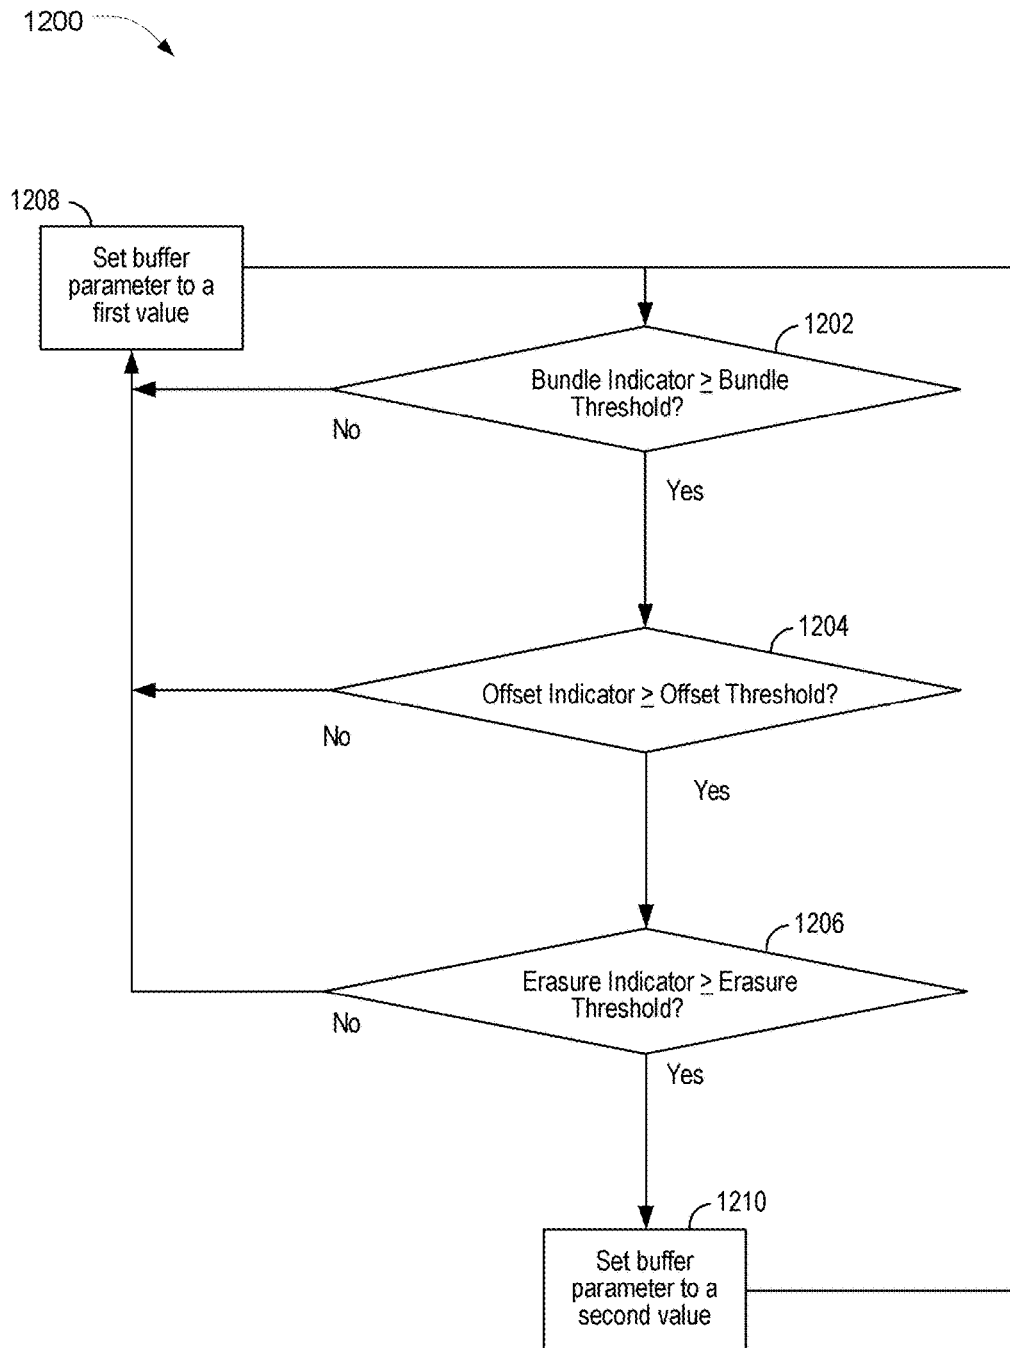 1200
1208
Set buffer
parameter to a
first value
1202
Bundle Indicator ≥ Bundle
Threshold?
No
Yes
1204
Offset Indicator ≥ Offset Threshold?
No
Yes
1206
Erasure Indicator ≥ Erasure
Threshold?
No
Yes
1210
Set buffer
parameter to a
second value